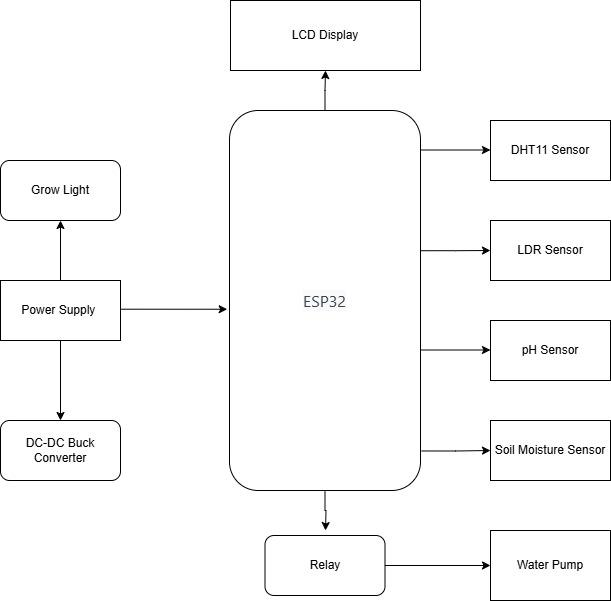 LCD Display
DHT11 Sensor
Grow Light
LDR Sensor
ESP32
Power Supply
pH Sensor
DC-DC Buck
Converter
Soil Moisture Sensor
Relay
Water Pump